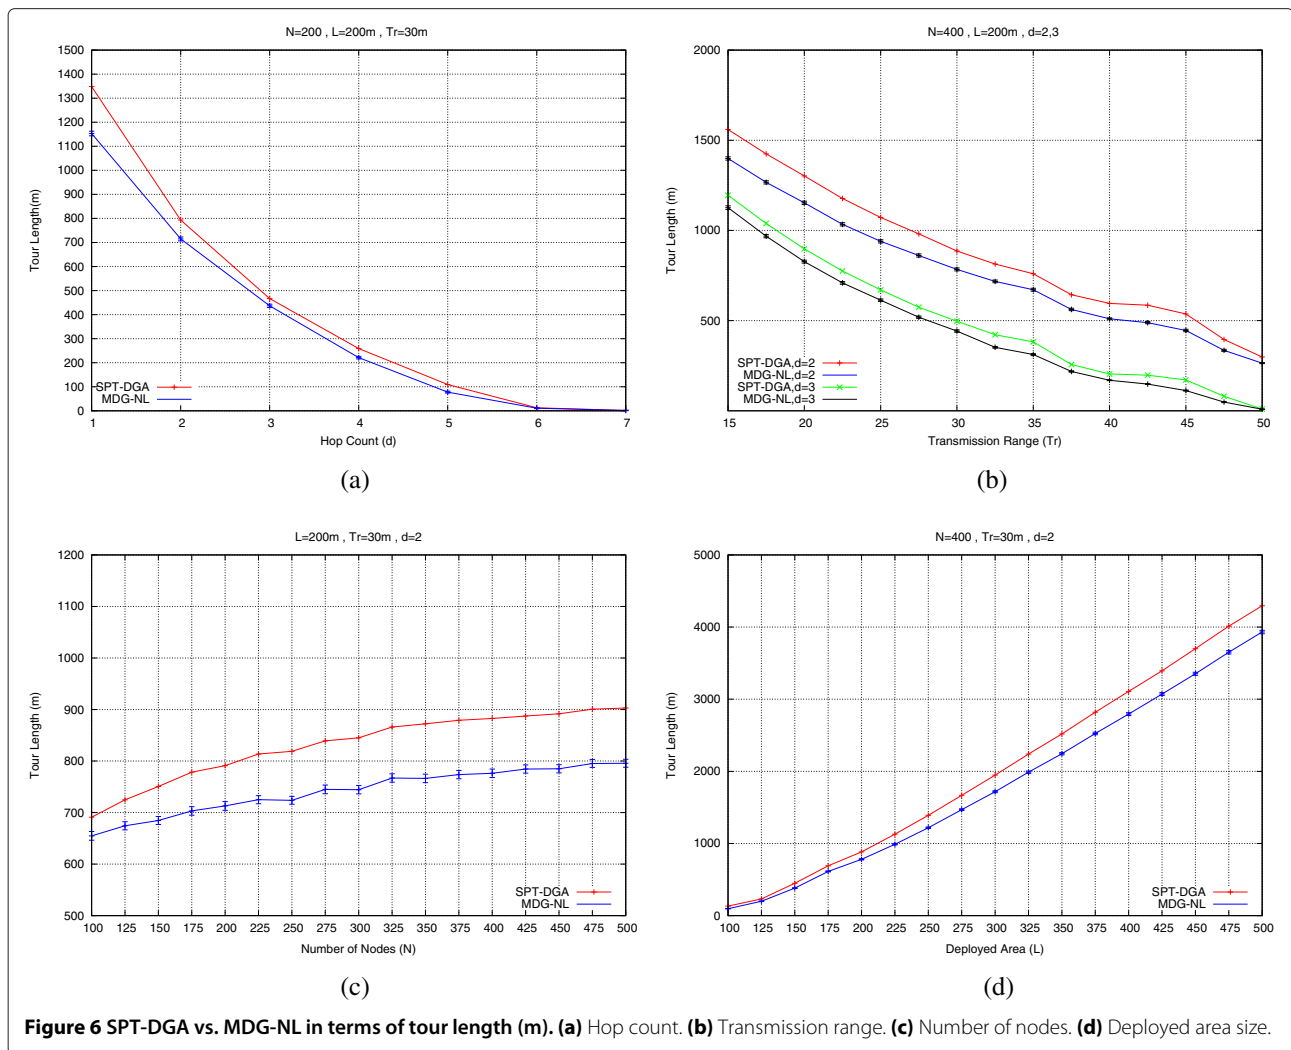 N=200 , L=200m , Tr=30m
1500
1400
1300
1200
1100
1000
900
800
700
600
500
400
300
200
100
0
Tour Length(m)
SPT-DGA
MDG-NL
1 2 3 4 5 6 7
Hop Count (d)
(a)
N=400 , L=200m , d=2,3
2000
1500
1000
500
Tour Length (m)
SPT-DGA,d=2
MDG-NL,d=2
SPT-DGA,d=3
MDG-NL,d=3
15 20 25 30 35 40 45 50
Transmission Range (Tr)
(b)
L=200m , Tr=30m , d=2
1200
1100
1000
900
800
700
600
500
Tour Length (m)
SPT-DGA
MDG-NL
100 125 150 175 200 225 250 275 300 325 350 375 400 425 450 475 500
Number of Nodes (N)
(c)
N=400 , Tr=30m , d=2
5000
4000
3000
2000
1000
0
Tour Length (m)
SPT-DGA
MDG-NL
100 125 150 175 200 225 250 275 300 325 350 375 400 425 450 475 500
Deployed Area (L)
(d)
Figure 6 SPT-DGA vs. MDG-NL in terms of tour length (m). (a) Hop count. (b) Transmission range. (c) Number of nodes. (d) Deployed area size.